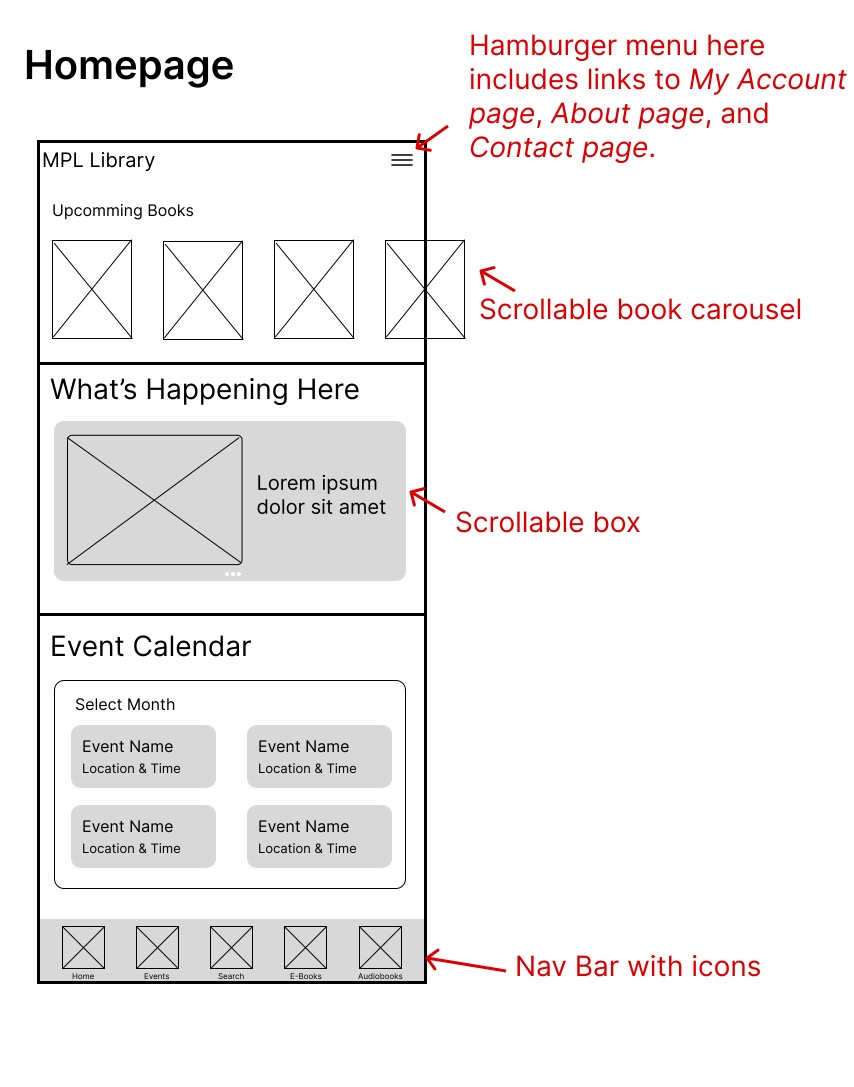 Homepage
Hamburger menu here
includes links to My Account
page, About page, and
Contact page.
MPL Library
Upcomming Books
Scrollable book carousel
What’s Happening Here
Lorem ipsum
dolor sit amet
Scrollable box
Event Calendar
Select Month
Event Name
Location & Time
Event Name
Location & Time
Event Name
Location & Time
Event Name
Location & Time
Nav Bar with icons
Home
Events
Search
E-Books
Audiobooks